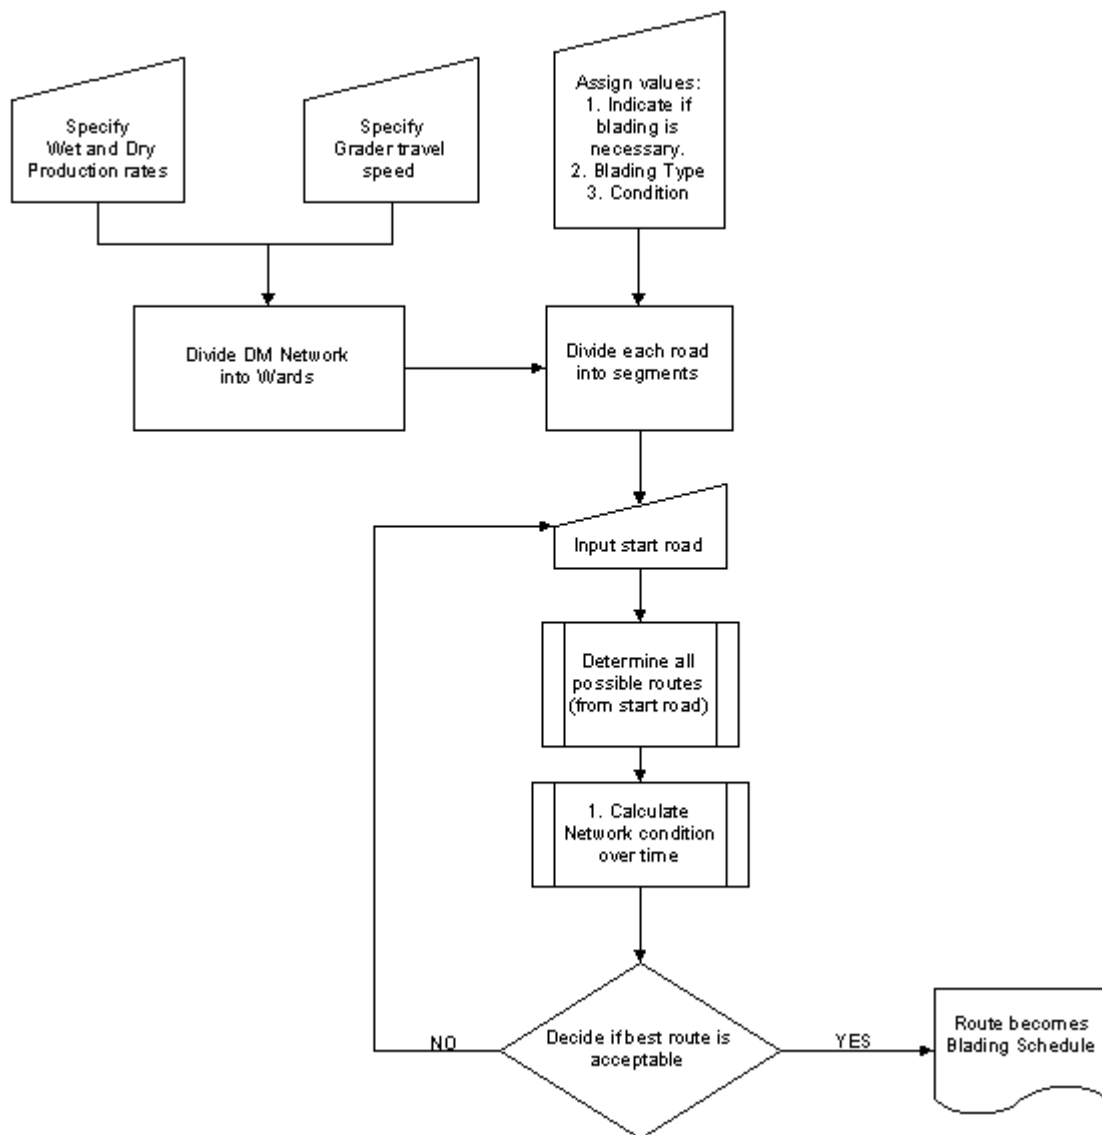 Specify
Wet and Dry
Production rates
Specify
Grader travel
speed
Assign values:
1. Indicate if
blading is
necessary.
2. Blading Type
3. Condition
Divide DM Network
into Wards
Divide each road
into segments
Input start road
Determine all
possible routes
(from start road)
1. Calculate
Network condition
over time
Decide if best route is
acceptable
NO
YES
Route becomes
Blading Schedule